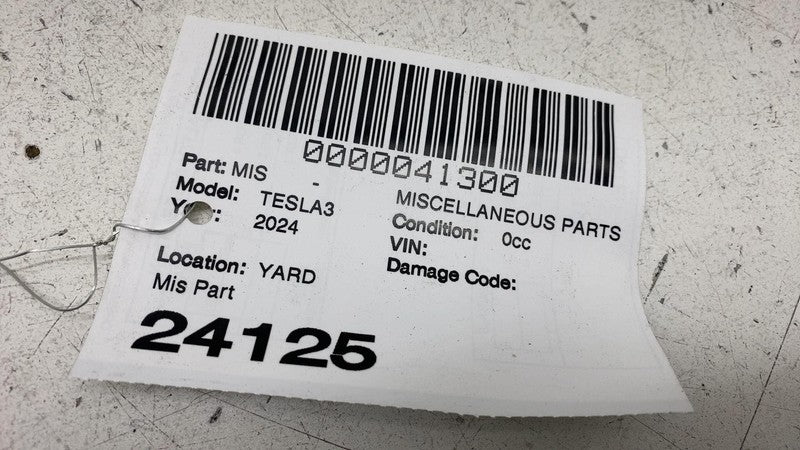 0000041300
Part: MIS - MISCELLANEOUS PARTS
Model: TESLA3 Condition: 0cc
2024 VIN:
Location: YARD Damage Code:
Mis Part
24125